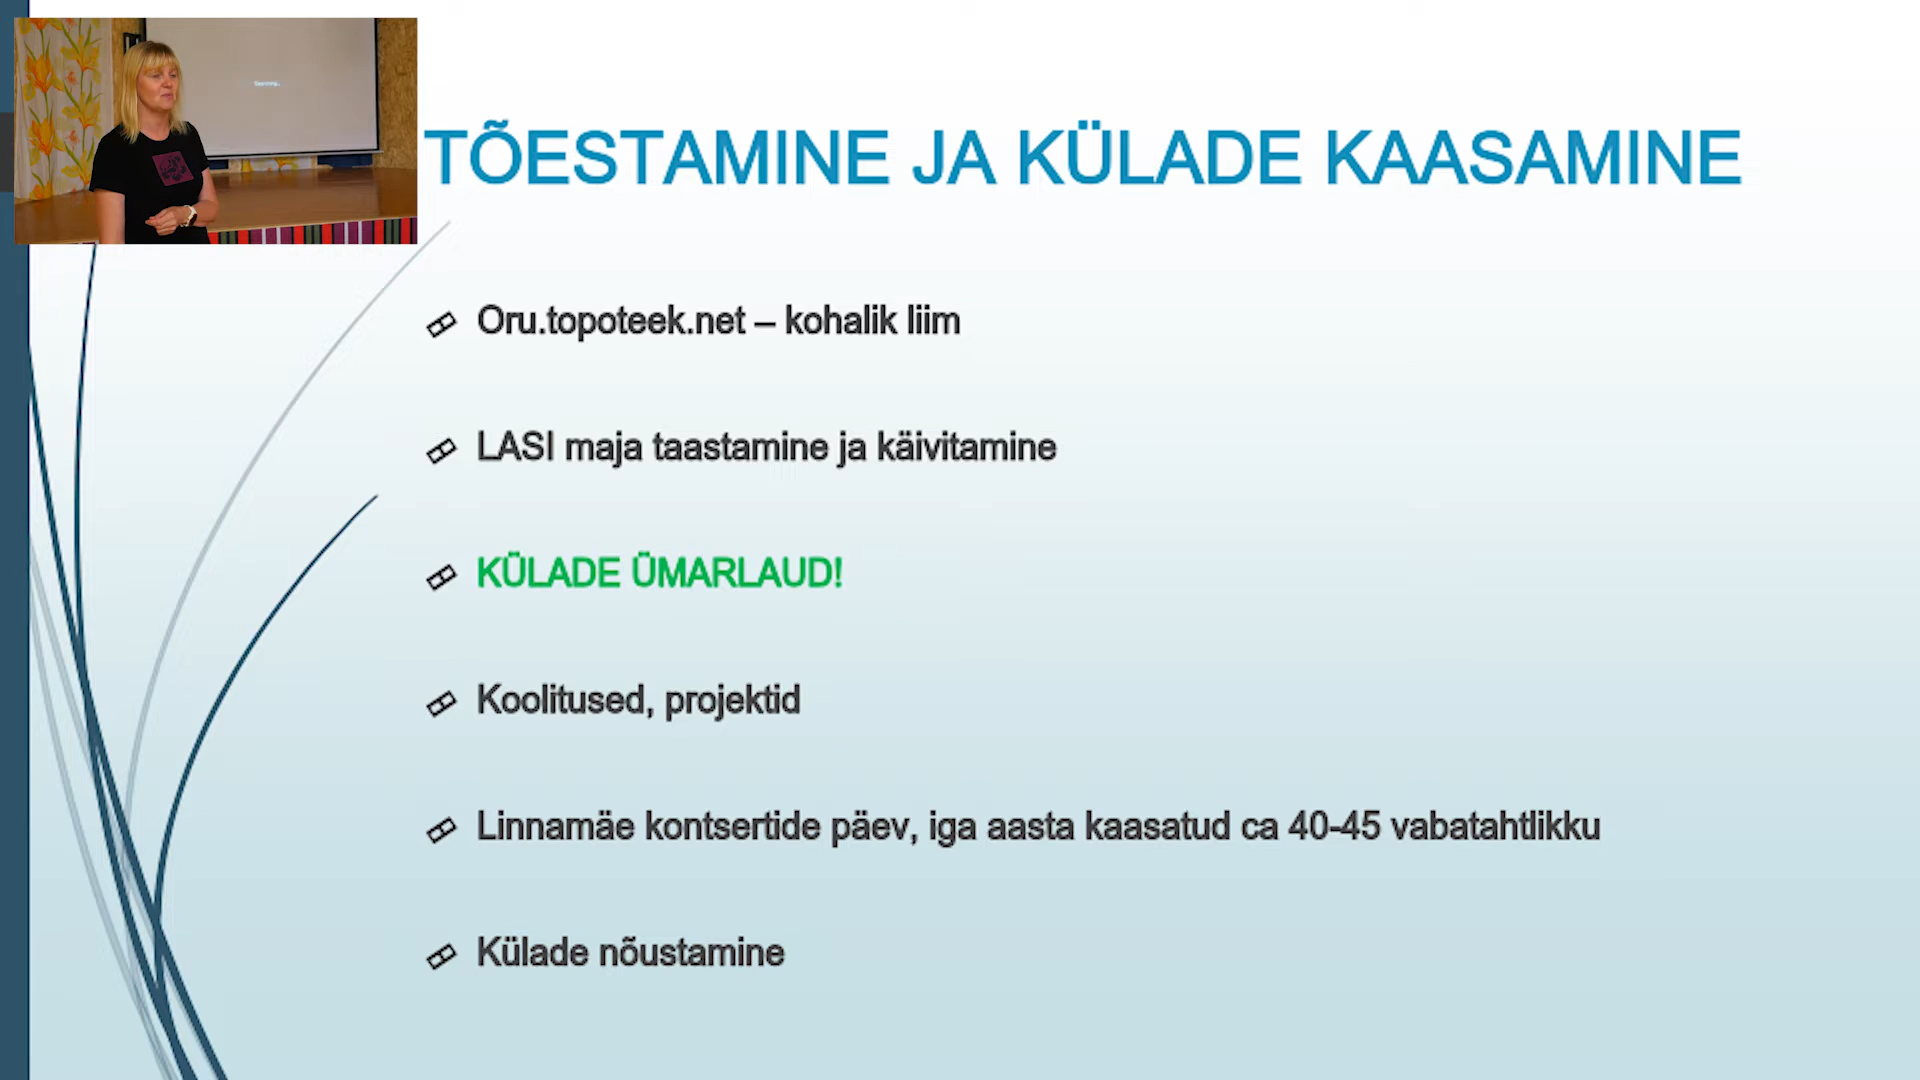 TÕESTAMINE JA KÜLADE KAASAMINE
Oru.topoteek.net – kohalik liim
LASI maja taastamine ja käivitamine
KÜLADE ÜMARLAUD!
Koolitused, projektid
Linnamäe kontsertide päev, iga aasta kaasatud ca 40-45 vabatahtlikku
Külade nõustamine